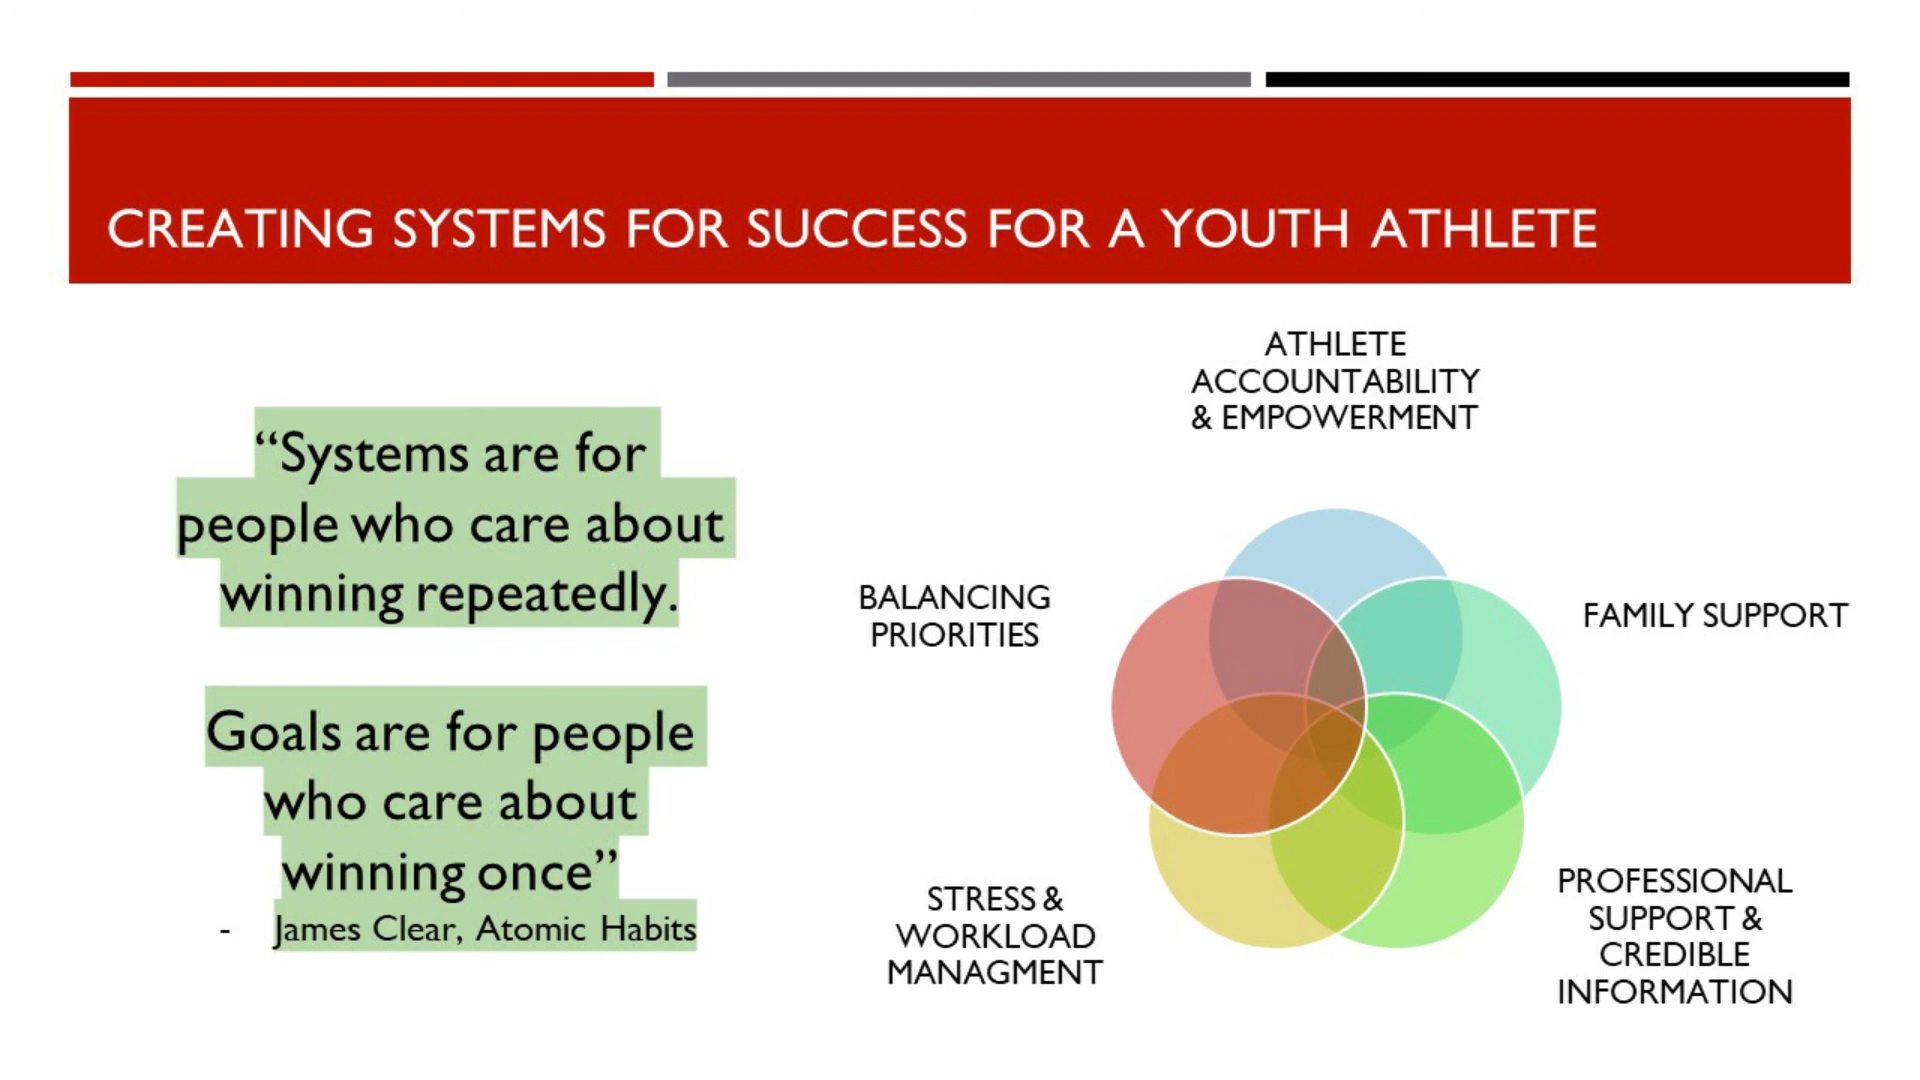 CREATING SYSTEMS FOR SUCCESS FOR A YOUTH ATHLETE
“Systems are for
people who care about
winning repeatedly.
Goals are for people
who care about
winning once”
- James Clear, Atomic Habits
ATHLETE
ACCOUNTABILITY
& EMPOWERMENT
FAMILY SUPPORT
PROFESSIONAL
SUPPORT &
CREDIBLE
INFORMATION
STRESS &
WORKLOAD
MANAGMENT
BALANCING
PRIORITIES